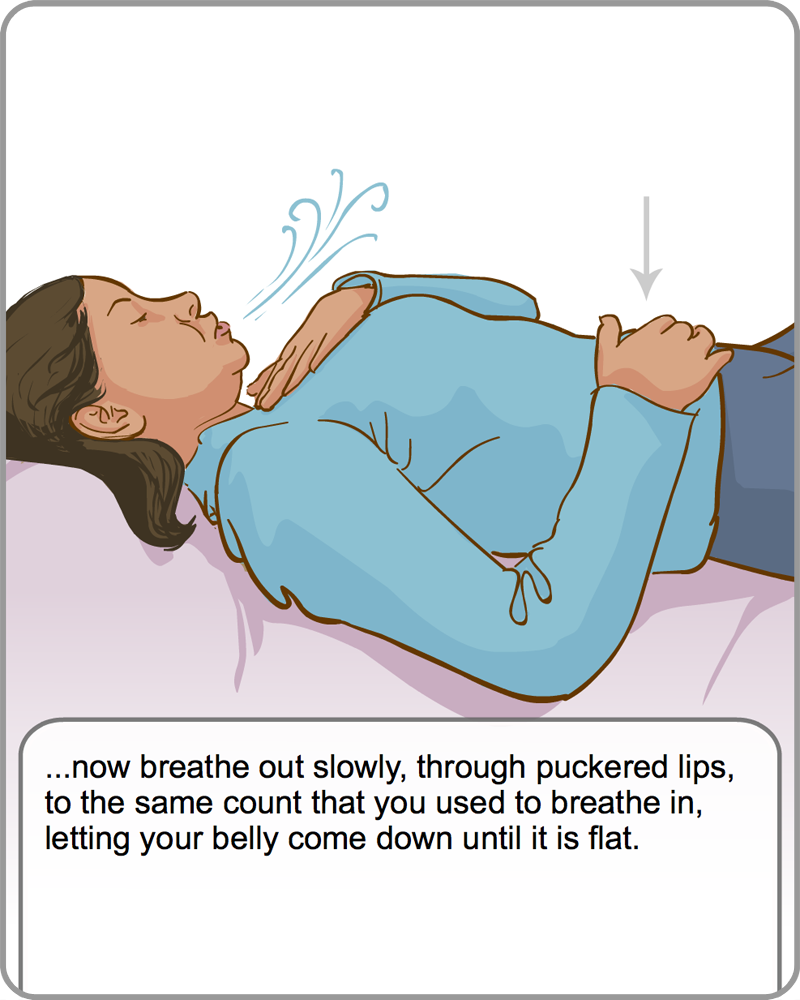 ...now breathe out slowly, through puckered lips,
to the same count that you used to breathe in,
letting your belly come down until it is flat.